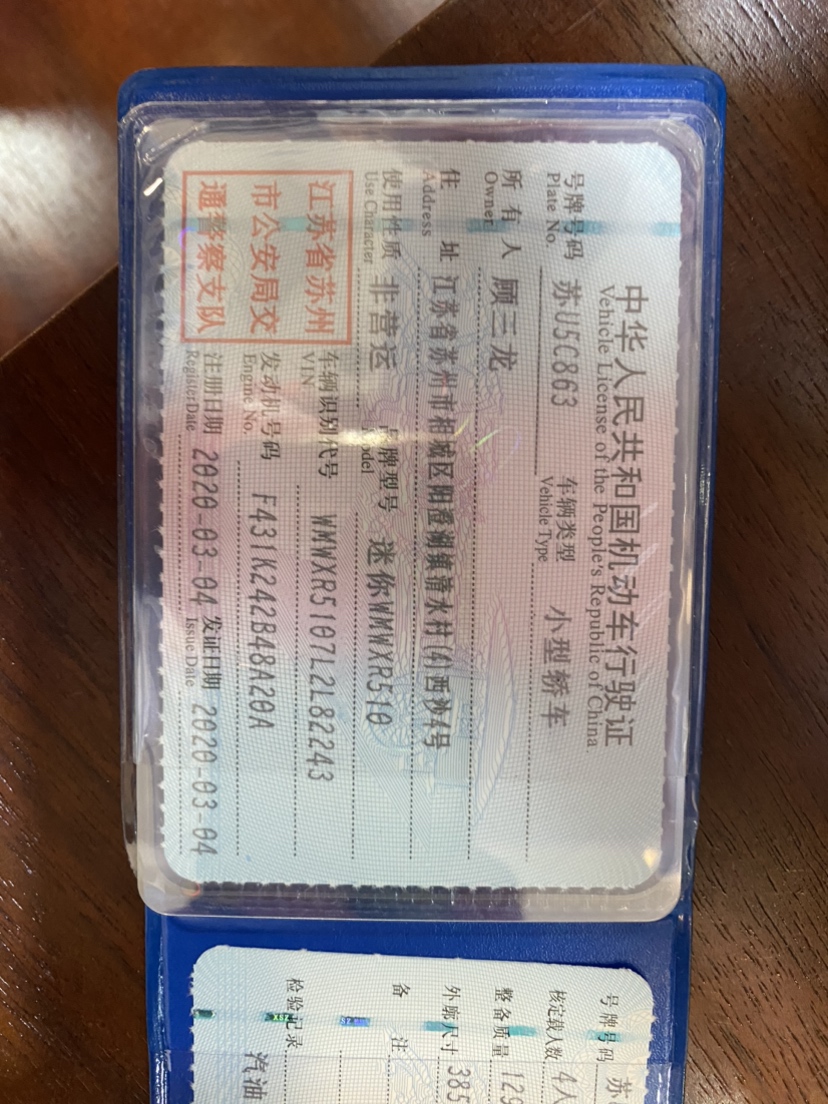 中华人民共和国机动车行驶证
Vehicle License of the People's Republic of China
号牌号码 苏U5C863 车辆类型 小型轿车
Plate No. Vehicle Type
所有人 顾三龙
Owner
住址 江苏省苏州市相城区阳澄湖镇清水村(4)西沙4号
Address
使用性质 非营运 品牌型号 迷你WMWXR510
Use Character Model
江苏省苏州
市公安局交
通警察支队
车辆识别代号 WMWXR5107L2L82243
VIN
发动机号码 F431K242B48A20A
Engine No.
注册日期 2020-03-04 发证日期 2020-03-04
Register Date Issue Date
号牌号码 苏
核定载人数 4人
整备质量 129
外廓尺寸 385
备注
检验记录
汽油